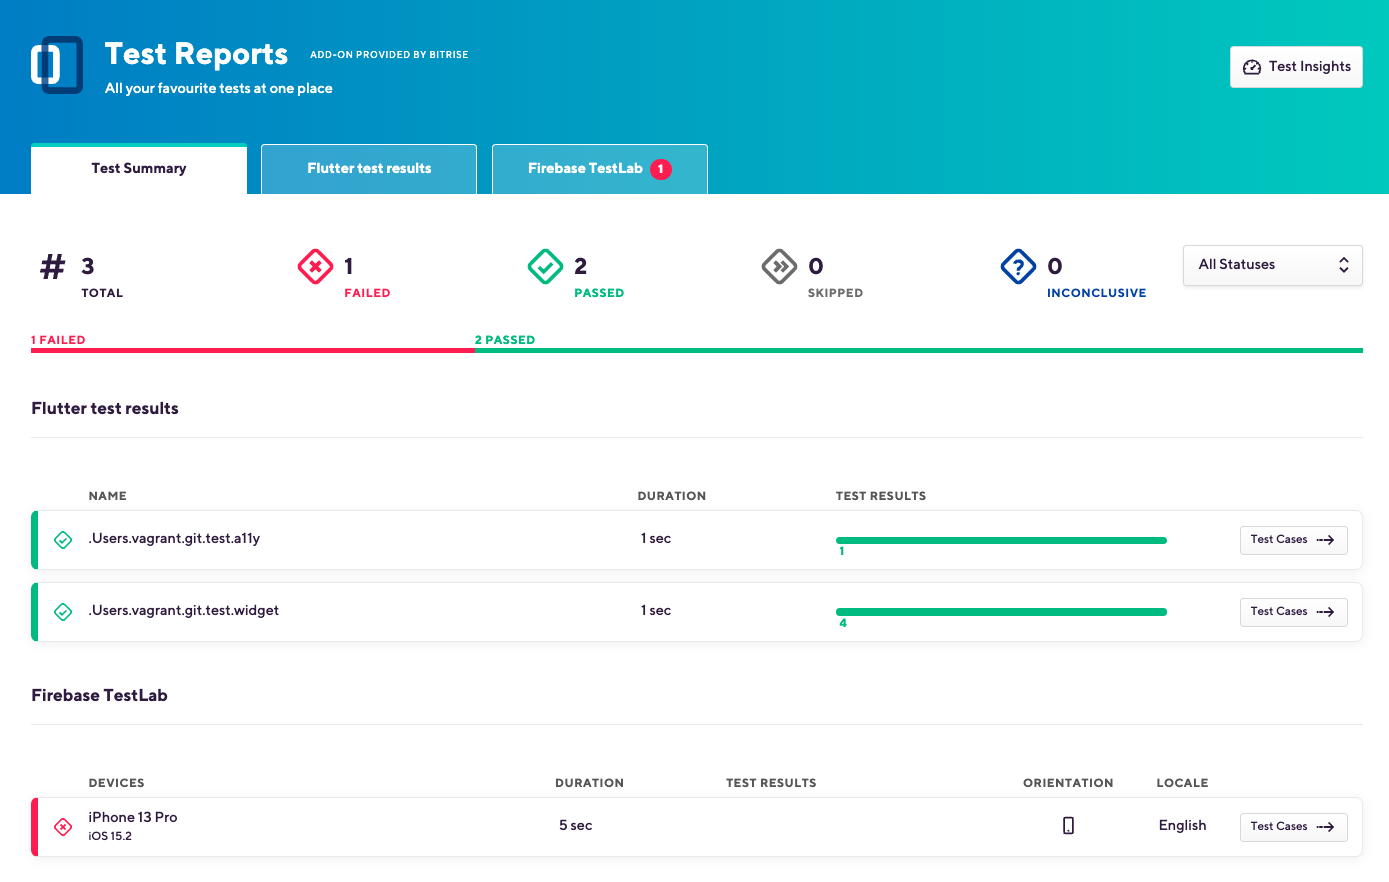 Test Reports ADD-ON PROVIDED BY BITRISE
All your favourite tests at one place
Test Insights
Test Summary Flutter test results Firebase TestLab 1
# 3 1 2 0 ? 0 All Statuses
TOTAL FAILED PASSED SKIPPED INCONCLUSIVE
1 FAILED 2 PASSED
Flutter test results
NAME DURATION TEST RESULTS
.Users.vagrant.git.test.a11y 1 sec Test Cases
1
.Users.vagrant.git.test.widget 1 sec Test Cases
4
Firebase TestLab
DEVICES DURATION TEST RESULTS ORIENTATION LOCALE
iPhone 13 Pro 5 sec English Test Cases
iOS 15.2